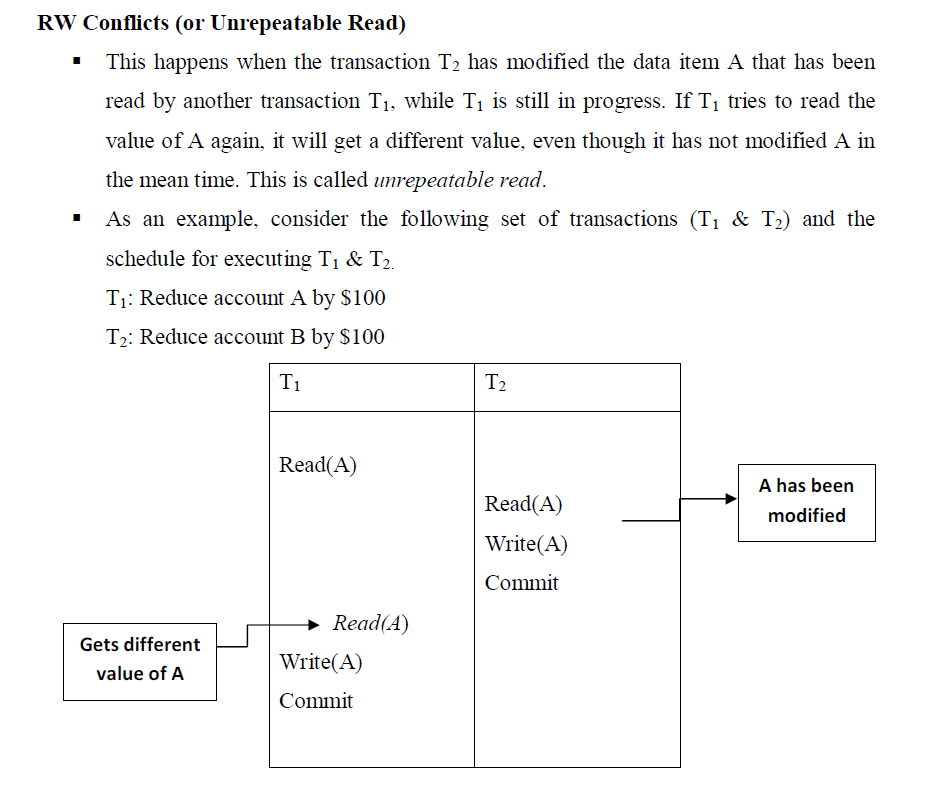 RW Conflicts (or Unrepeatable Read)
▪ This happens when the transaction T₂ has modified the data item A that has been
read by another transaction T₁, while T₁ is still in progress. If T₁ tries to read the
value of A again, it will get a different value, even though it has not modified A in
the mean time. This is called unrepeatable read.
▪ As an example, consider the following set of transactions (T₁ & T₂) and the
schedule for executing T₁ & T₂.
T₁: Reduce account A by $100
T₂: Reduce account B by $100
T₁ T₂
Read(A)
A has been
modified
Read(A)
Write(A)
Commit
Read(A)
Gets different
value of A
Write(A)
Commit